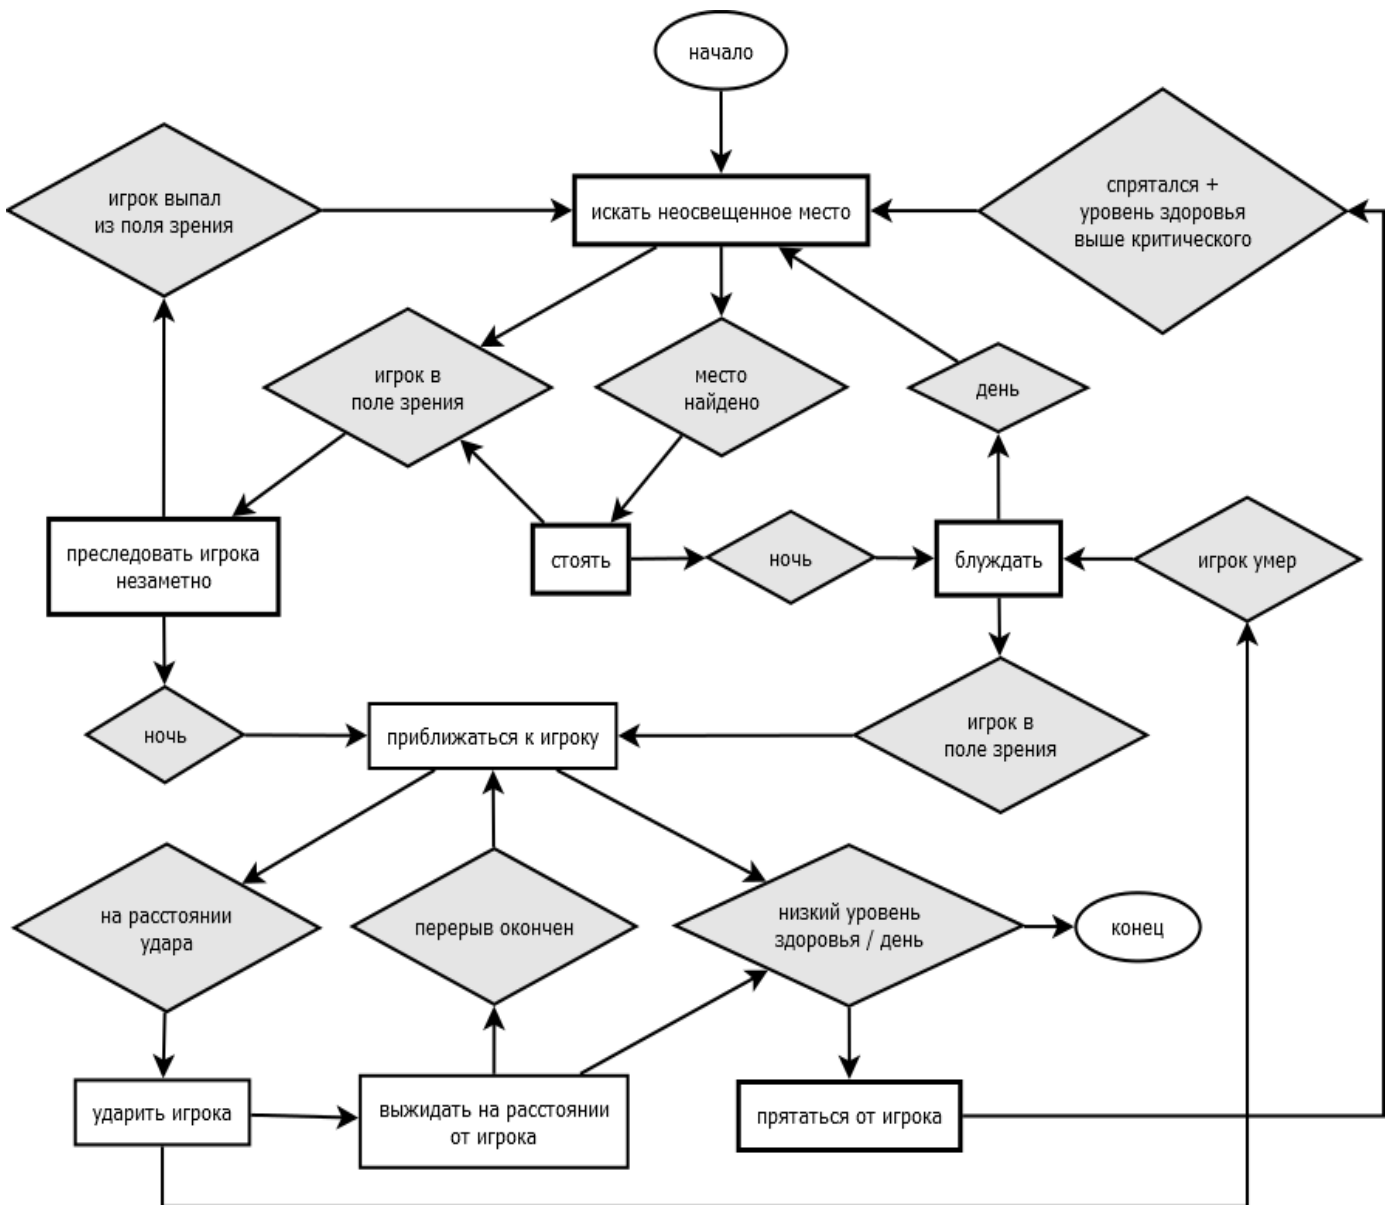 начало
игрок выпал
из поля зрения
искать неосвещенное место
спрятался +
уровень здоровья
выше критического
игрок в
поле зрения
место
найдено
день
преследовать игрока
незаметно
стоять
ночь
блуждать
игрок умер
ночь
приближаться к игроку
игрок в
поле зрения
на расстоянии
удара
перерыв окончен
низкий уровень
здоровья / день
конец
ударить игрока
выжидать на расстоянии
от игрока
прятаться от игрока